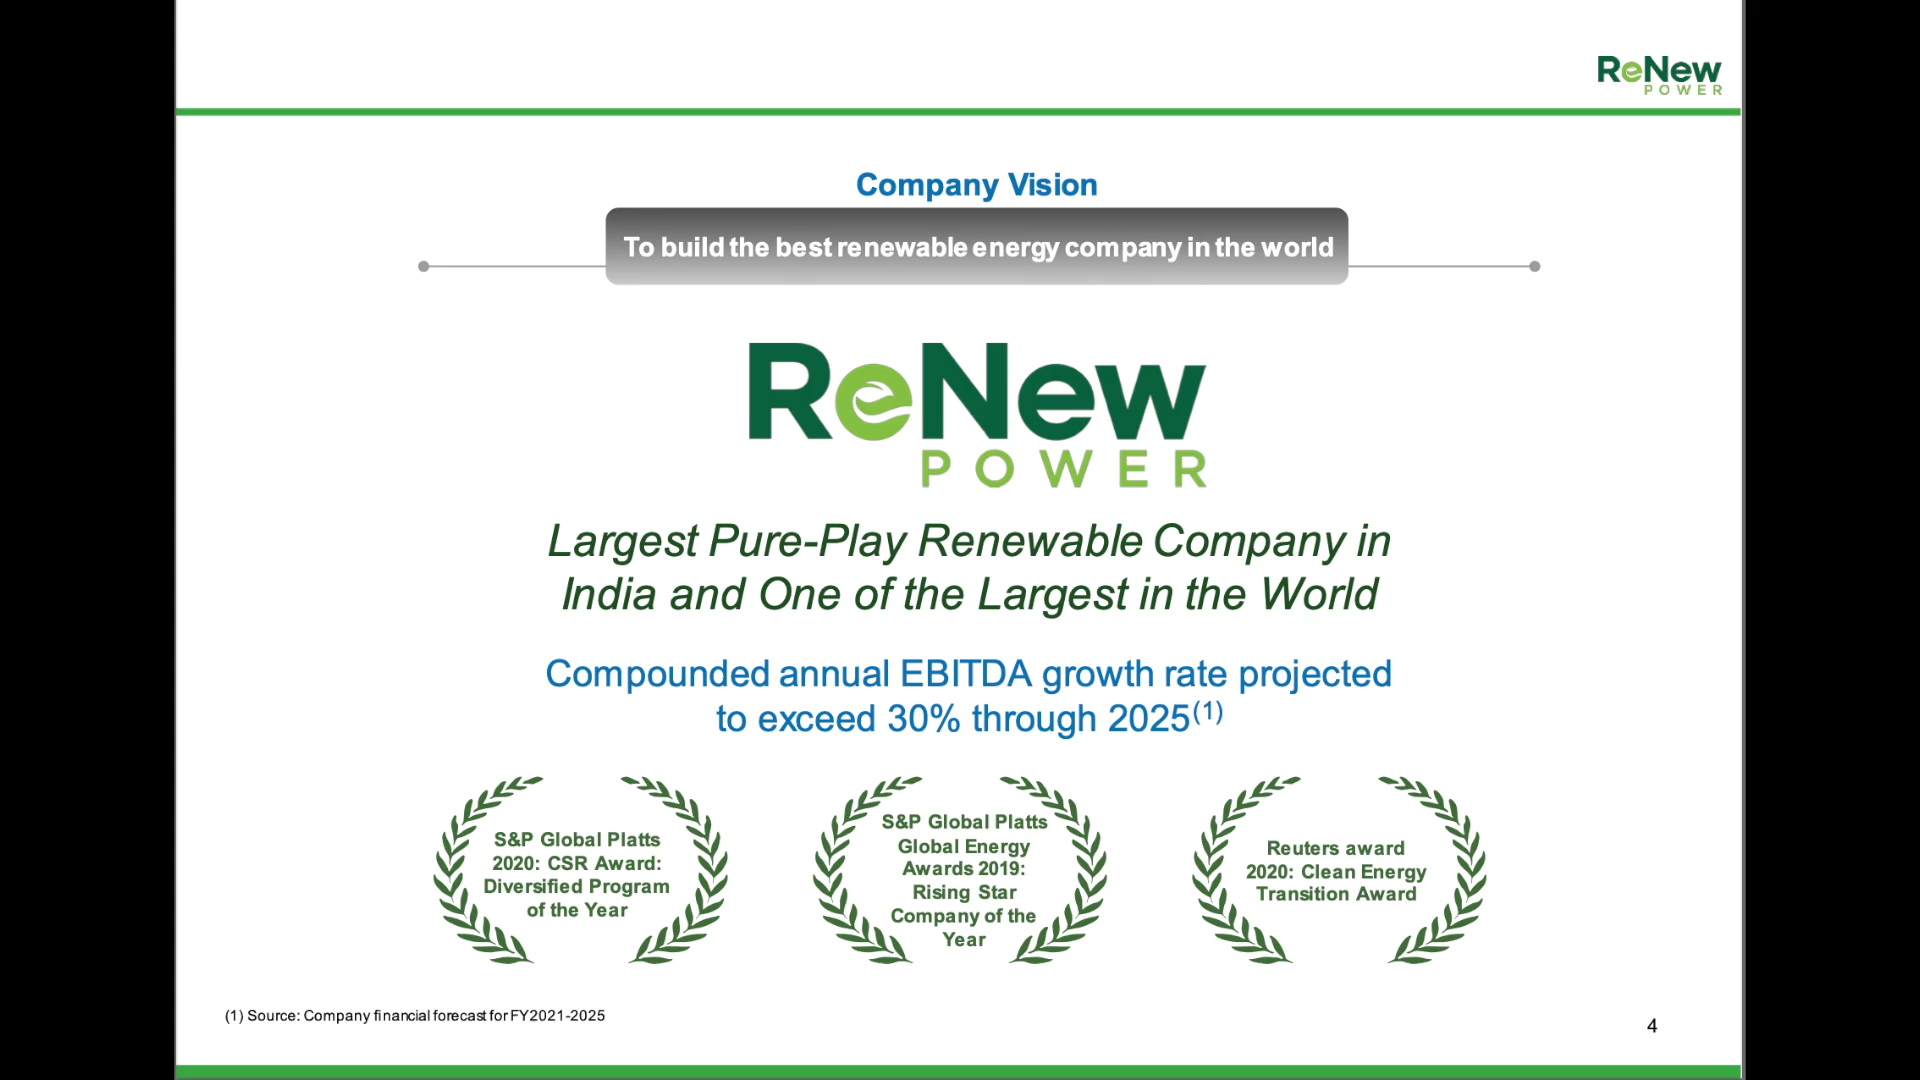 ReNew
POWER
Company Vision
To build the best renewable energy company in the world
ReNew
POWER
Largest Pure-Play Renewable Company in
India and One of the Largest in the World
Compounded annual EBITDA growth rate projected
to exceed 30% through 2025(1)
S&P Global Platts
2020: CSR Award:
Diversified Program
of the Year
S&P Global Platts
Global Energy
Awards 2019:
Rising Star
Company of the
Year
Reuters award
2020: Clean Energy
Transition Award
(1) Source: Company financial forecast for FY2021-2025
4